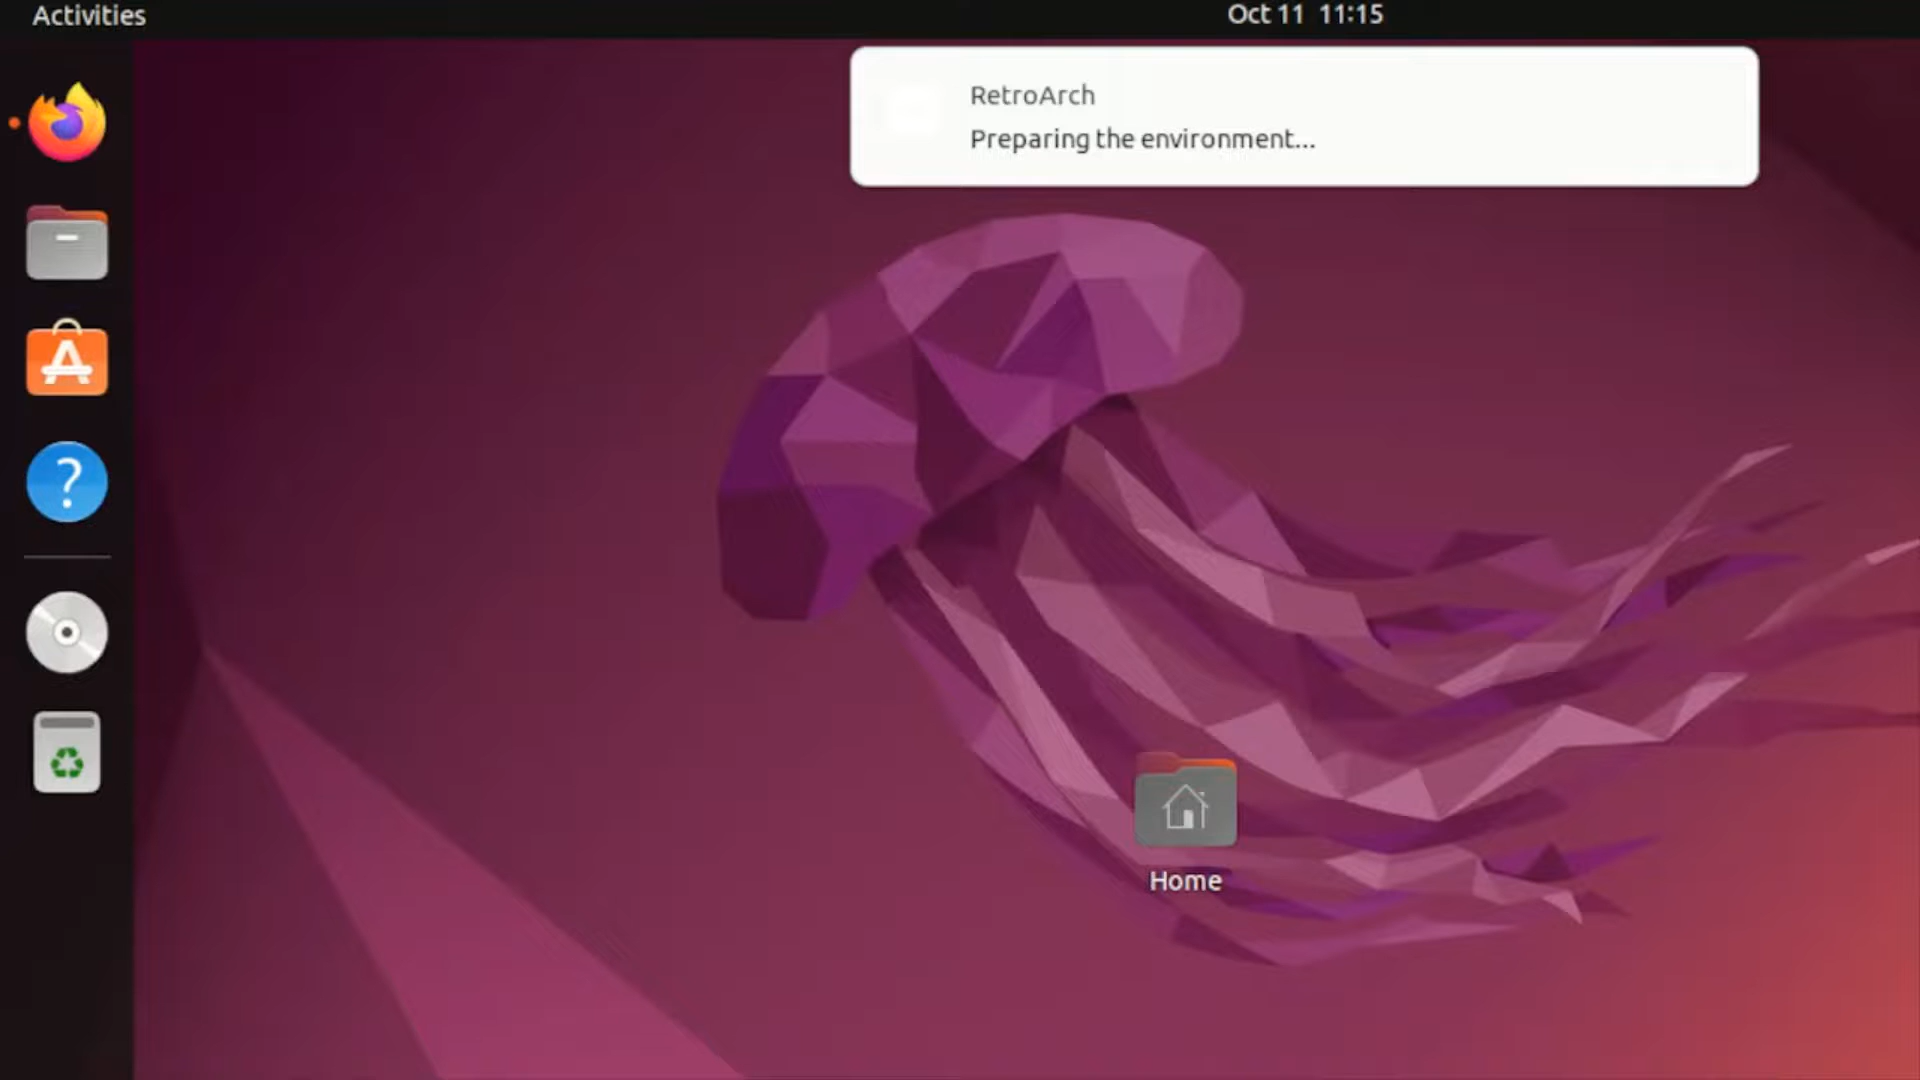 Activities
Oct 11 11:15
RetroArch
Preparing the environment...
Home